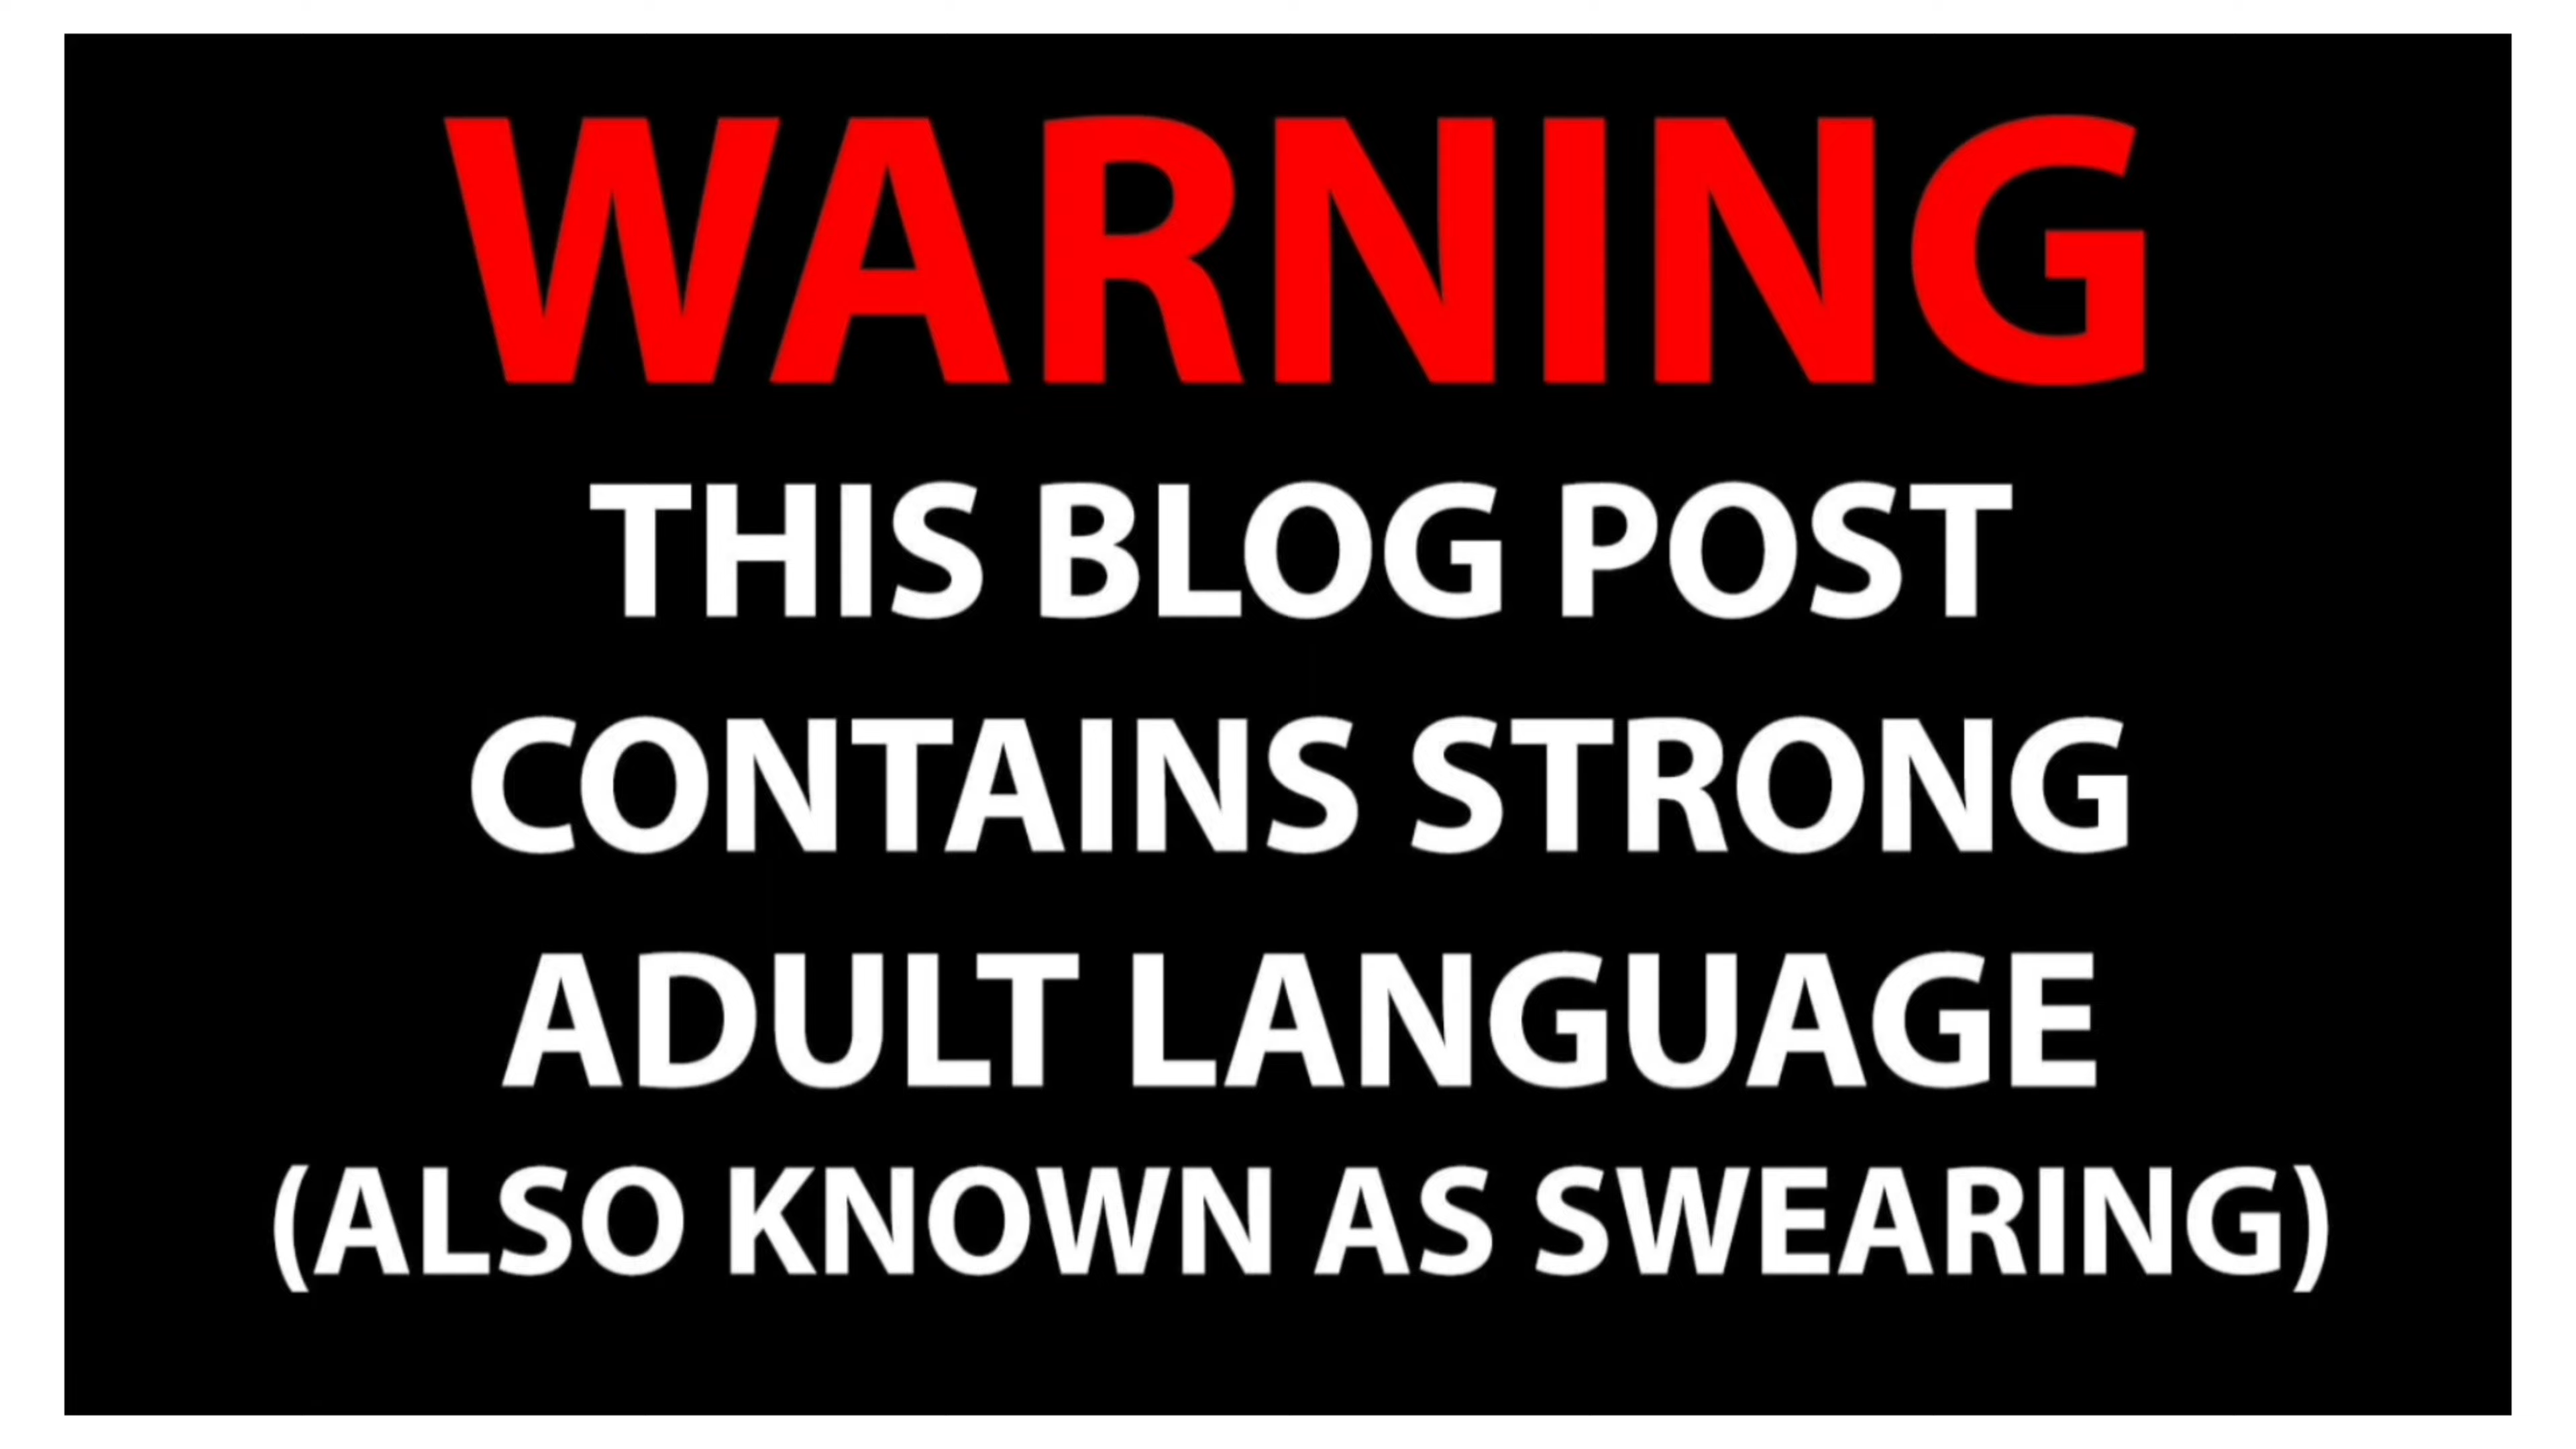 WARNING
THIS BLOG POST
CONTAINS STRONG
ADULT LANGUAGE
(ALSO KNOWN AS SWEARING)